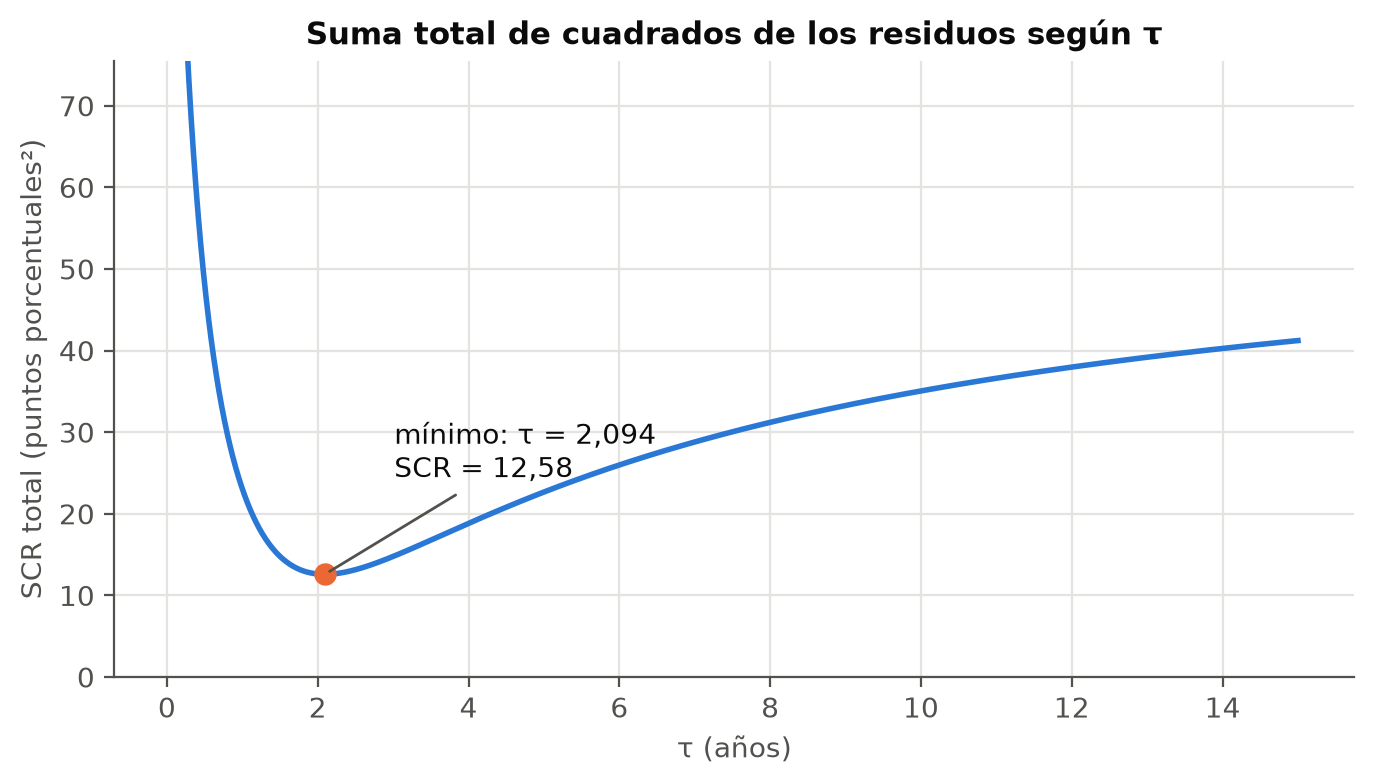 Suma total de cuadrados de los residuos según τ
SCR total (puntos porcentuales²)
70
60
50
40
30
20
10
0
mínimo: τ = 2,094
SCR = 12,58
0 2 4 6 8 10 12 14
τ (años)